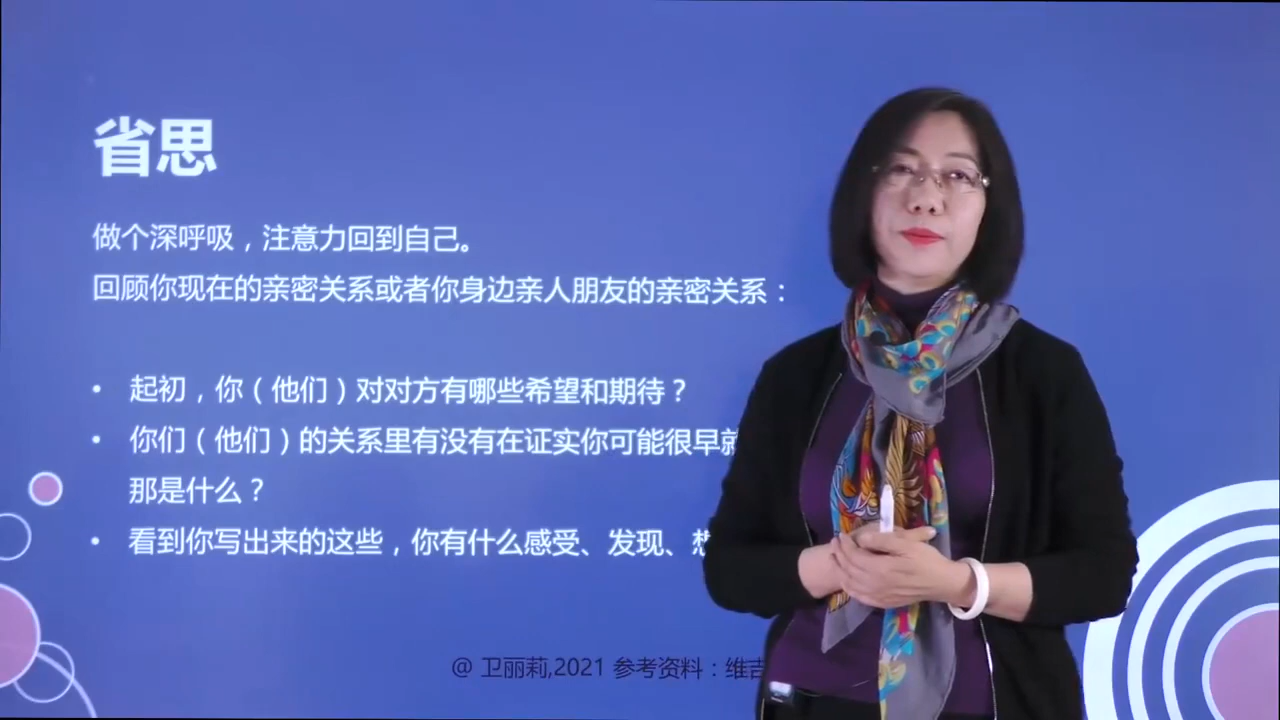 省思
做个深呼吸，注意力回到自己。
回顾你现在的亲密关系或者你身边亲人朋友的亲密关系：
• 起初，你（他们）对对方有哪些希望和期待？
• 你们（他们）的关系里有没有在证实你可能很早就
那是什么？
• 看到你写出来的这些，你有什么感受、发现、想
@ 卫丽莉,2021 参考资料：维吉